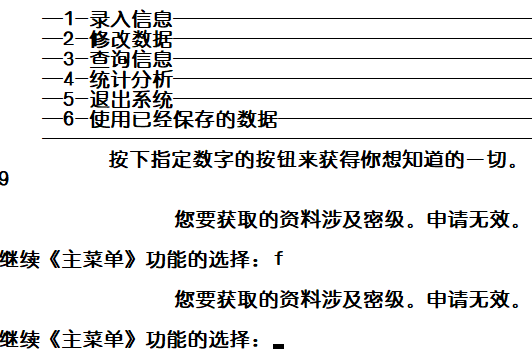 —1—录入信息—
—2—修改数据—
—3—查询信息—
—4—统计分析—
—5—退出系统—
—6—使用已经保存的数据—
按下指定数字的按钮来获得你想知道的一切。
9
您要获取的资料涉及密级。申请无效。
继续《主菜单》功能的选择：f
您要获取的资料涉及密级。申请无效。
继续《主菜单》功能的选择：